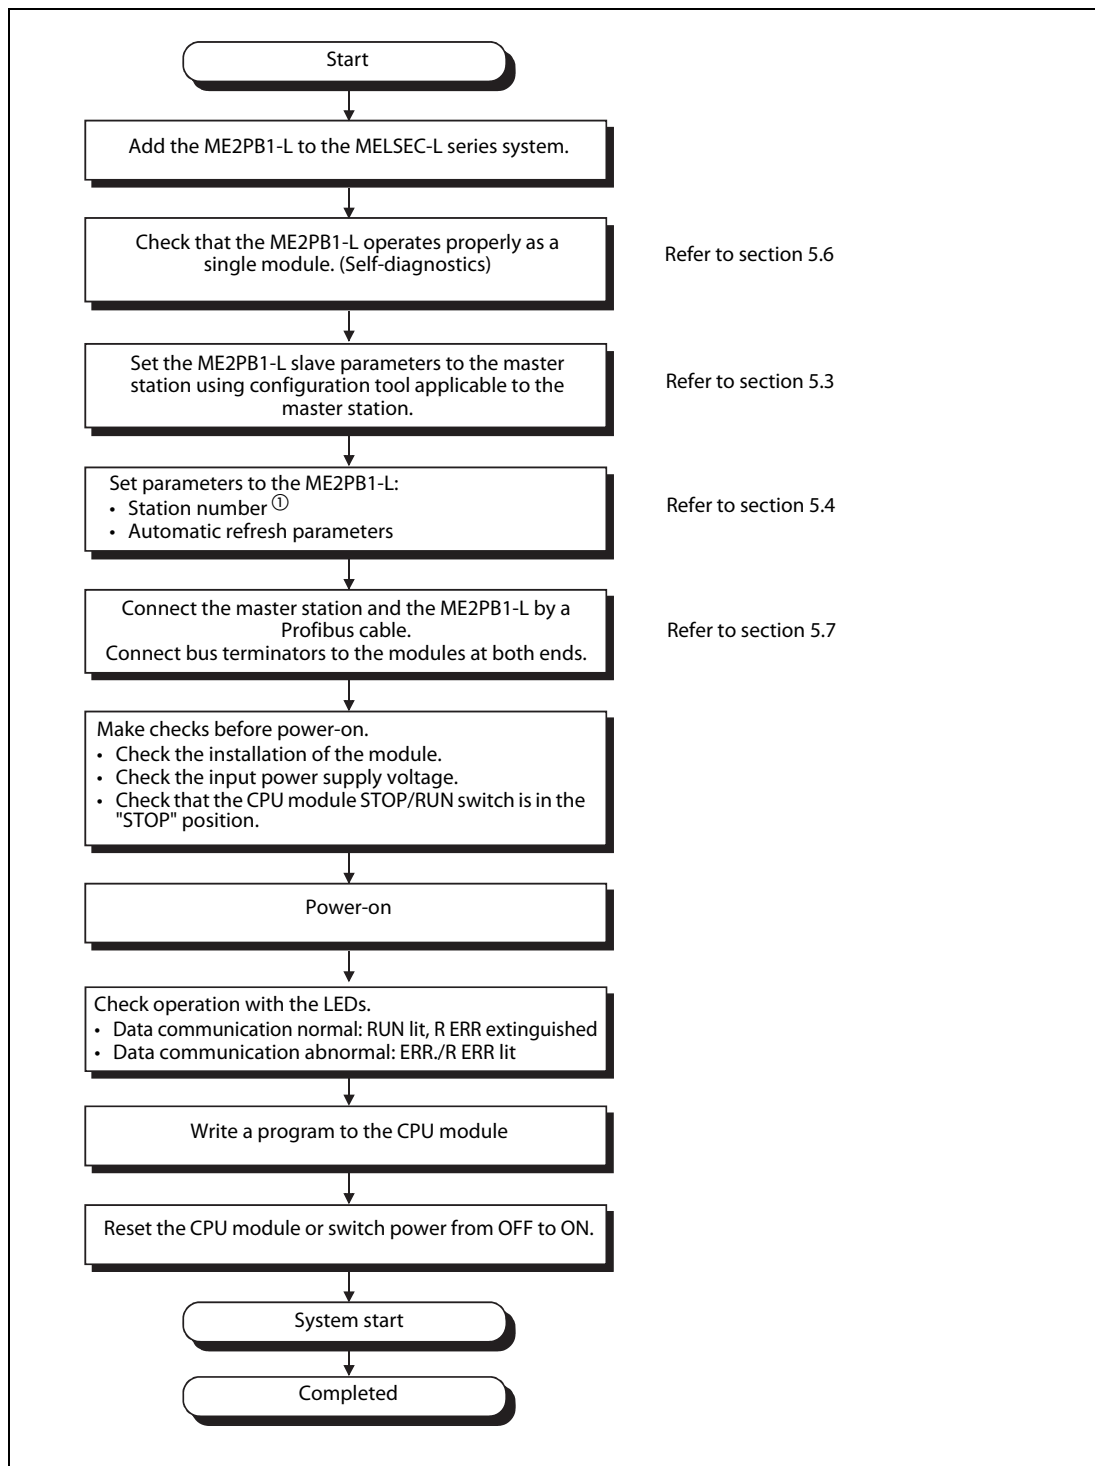 Start
Add the ME2PB1-L to the MELSEC-L series system.
Check that the ME2PB1-L operates properly as a
single module. (Self-diagnostics)
Refer to section 5.6
Set the ME2PB1-L slave parameters to the master
station using configuration tool applicable to the
master station.
Refer to section 5.3
Set parameters to the ME2PB1-L:
• Station number ①
• Automatic refresh parameters
Refer to section 5.4
Connect the master station and the ME2PB1-L by a
Profibus cable.
Connect bus terminators to the modules at both ends.
Refer to section 5.7
Make checks before power-on.
• Check the installation of the module.
• Check the input power supply voltage.
• Check that the CPU module STOP/RUN switch is in the
"STOP" position.
Power-on
Check operation with the LEDs.
• Data communication normal: RUN lit, R ERR extinguished
• Data communication abnormal: ERR./R ERR lit
Write a program to the CPU module
Reset the CPU module or switch power from OFF to ON.
System start
Completed